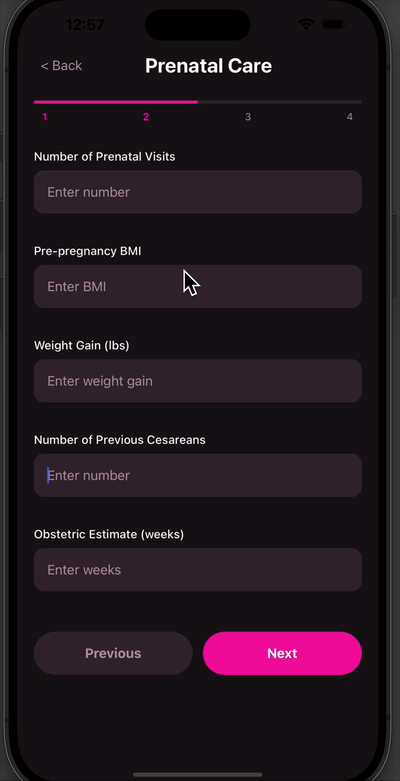 12:57
< Back
Prenatal Care
1 2 3 4
Number of Prenatal Visits
Enter number
Pre-pregnancy BMI
Enter BMI
Weight Gain (lbs)
Enter weight gain
Number of Previous Cesareans
Enter number
Obstetric Estimate (weeks)
Enter weeks
Previous Next